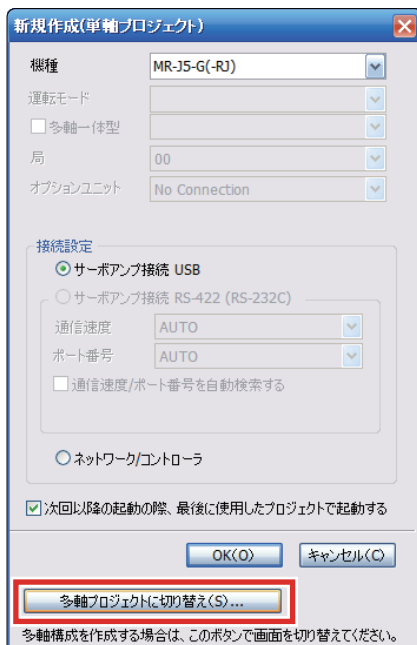 新規作成(単軸プロジェクト)
機種 MR-J5-G(-RJ)
運転モード
多軸一体型
局 00
オプションユニット No Connection
接続設定
サーボアンプ接続 USB
サーボアンプ接続 RS-422 (RS-232C)
通信速度 AUTO
ポート番号 AUTO
通信速度/ポート番号を自動検索する
ネットワーク/コントローラ
次回以降の起動の際、最後に使用したプロジェクトで起動する
OK(O) キャンセル(C)
多軸プロジェクトに切り替え(S)...
多軸構成を作成する場合は、このボタンで画面を切り替えてください。